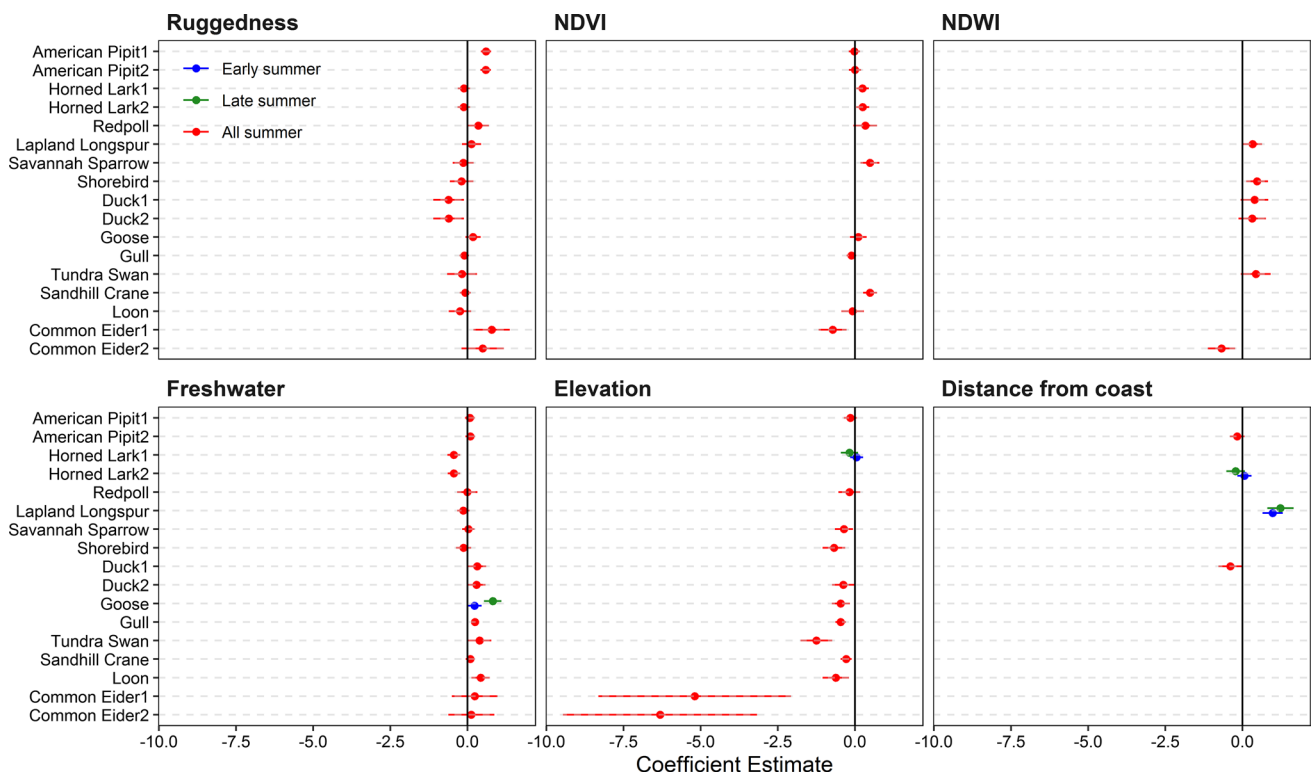 Ruggedness NDVI NDWI
American Pipit1
American Pipit2
Horned Lark1
Horned Lark2
Redpoll
Lapland Longspur
Savannah Sparrow
Shorebird
Duck1
Duck2
Goose
Gull
Tundra Swan
Sandhill Crane
Loon
Common Eider1
Common Eider2
Early summer
Late summer
All summer
Freshwater Elevation Distance from coast
American Pipit1
American Pipit2
Horned Lark1
Horned Lark2
Redpoll
Lapland Longspur
Savannah Sparrow
Shorebird
Duck1
Duck2
Goose
Gull
Tundra Swan
Sandhill Crane
Loon
Common Eider1
Common Eider2
-10.0 -7.5 -5.0 -2.5 0.0 -10.0 -7.5 -5.0 -2.5 0.0 -10.0 -7.5 -5.0 -2.5 0.0
Coefficient Estimate